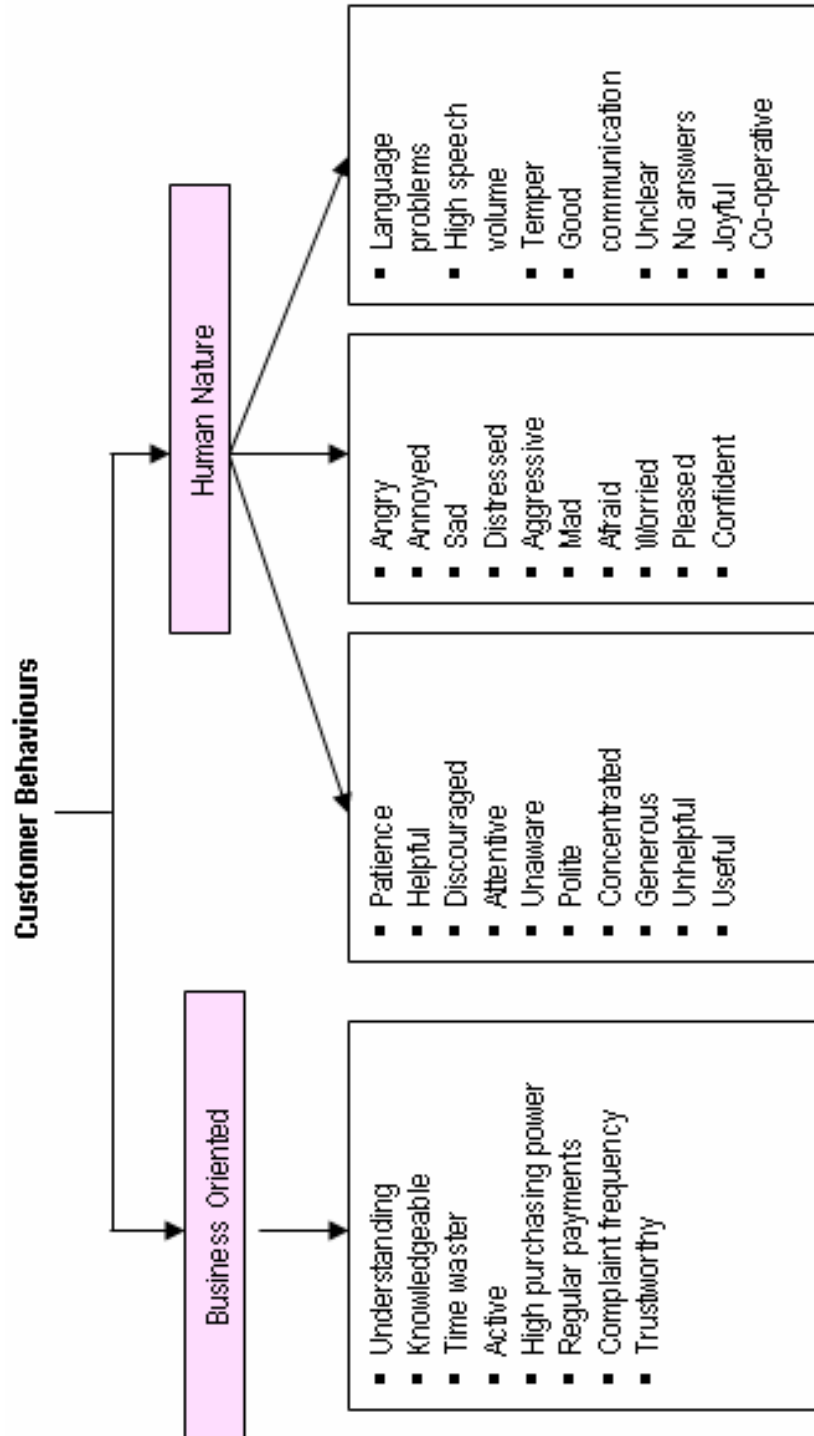 Customer Behaviours
Business Oriented
Human Nature
▪ Understanding
▪ Knowledgeable
▪ Time waster
▪ Active
▪ High purchasing power
▪ Regular payments
▪ Complaint frequency
▪ Trustworthy
▪ Patience
▪ Helpful
▪ Discouraged
▪ Attentive
▪ Unaware
▪ Polite
▪ Concentrated
▪ Generous
▪ Unhelpful
▪ Useful
▪ Angry
▪ Annoyed
▪ Sad
▪ Distressed
▪ Aggressive
▪ Mad
▪ Afraid
▪ Worried
▪ Pleased
▪ Confident
▪ Language
problems
▪ High speech
volume
▪ Temper
▪ Good
communication
▪ Unclear
▪ No answers
▪ Joyful
▪ Co-operative